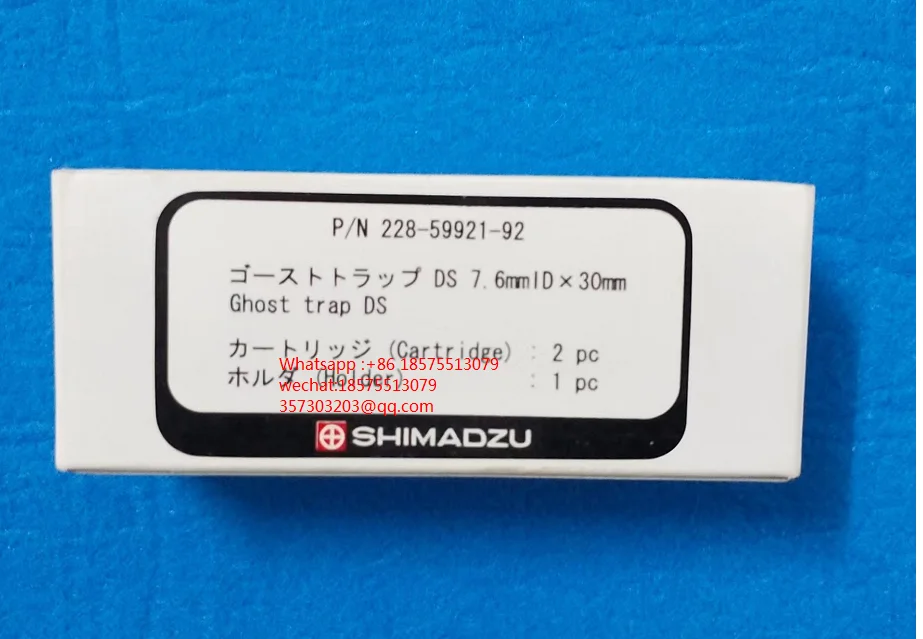 P/N 228-59921-92
ゴーストトラップ DS 7.6mmID×30mm
Ghost trap DS
カートリッジ (Cartridge) : 2 pc
Whatsapp :+86 18575513079
ホルダ (Holder) : 1 pc
wechat:18575513079
357303203@qq.com
SHIMADZU